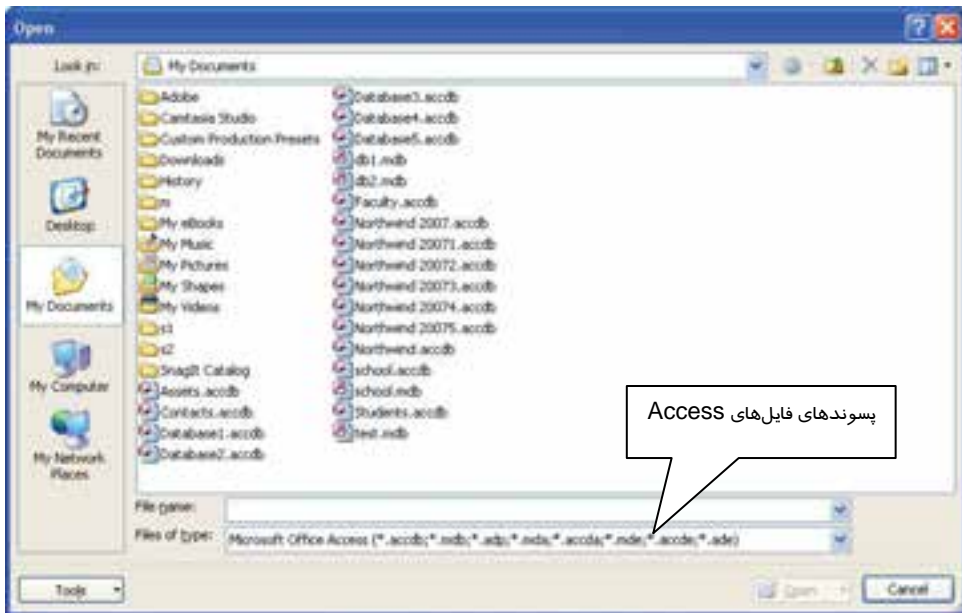 Open
Look in:
My Documents
My Recent
Documents
Desktop
My Documents
My Computer
My Network
Places
Adobe
Camtasia Studio
Custom Production Presets
Downloads
History
m
My eBooks
My Music
My Pictures
My Shapes
My Videos
s1
s2
SnagIt Catalog
Assets.accdb
Contacts.accdb
Database1.accdb
Database2.accdb
Database3.accdb
Database4.accdb
Database5.accdb
db1.mdb
db2.mdb
Faculty.accdb
Northwind 2007.accdb
Northwind 20071.accdb
Northwind 20072.accdb
Northwind 20073.accdb
Northwind 20074.accdb
Northwind 20075.accdb
Northwind.accdb
school.accdb
school.mdb
Students.accdb
test.mdb
پسوندهای فایل‌های Access
File name:
Files of type:
Microsoft Office Access (*.accdb;*.mdb;*.adp;*.mda;*.accda;*.mde;*.accde;*.ade)
Tools
Open
Cancel